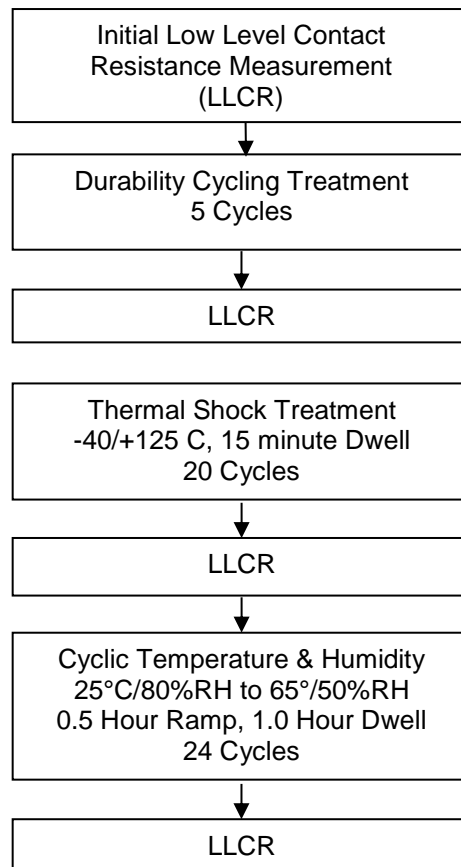 Initial Low Level Contact
Resistance Measurement
(LLCR)
Durability Cycling Treatment
5 Cycles
LLCR
Thermal Shock Treatment
-40/+125 C, 15 minute Dwell
20 Cycles
LLCR
Cyclic Temperature & Humidity
25°C/80%RH to 65°/50%RH
0.5 Hour Ramp, 1.0 Hour Dwell
24 Cycles
LLCR